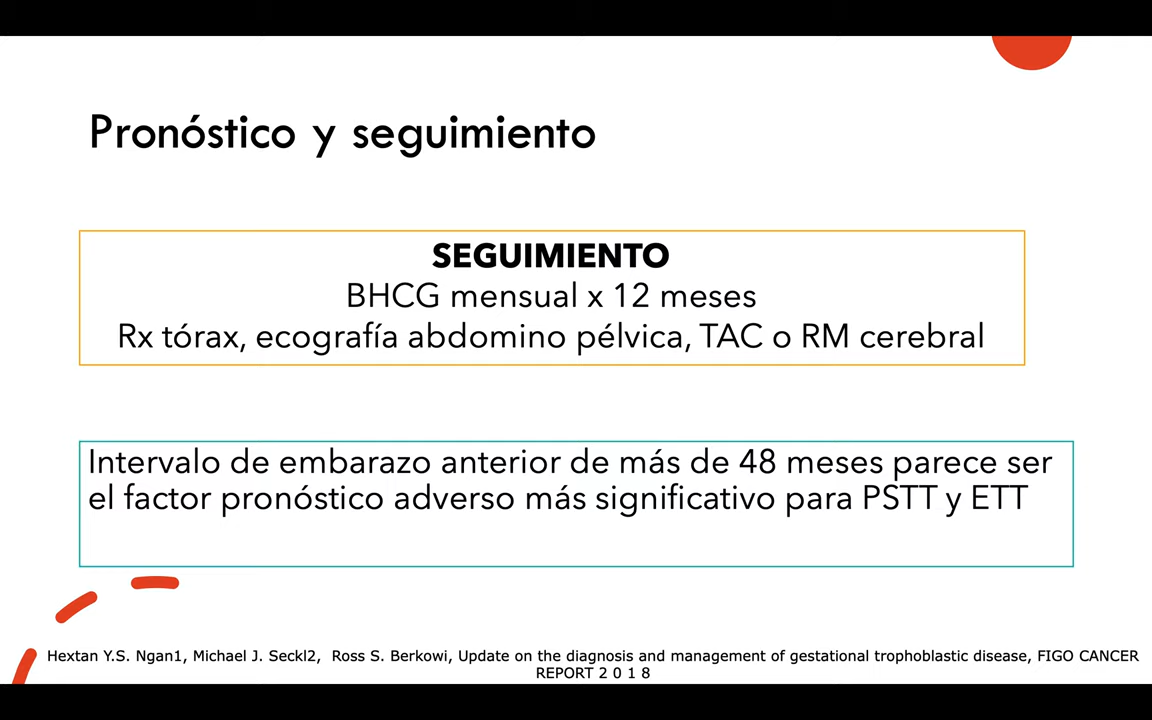 Pronóstico y seguimiento
SEGUIMIENTO
BHCG mensual x 12 meses
Rx tórax, ecografía abdomino pélvica, TAC o RM cerebral
Intervalo de embarazo anterior de más de 48 meses parece ser
el factor pronóstico adverso más significativo para PSTT y ETT
Hextan Y.S. Ngan1, Michael J. Seckl2, Ross S. Berkowi, Update on the diagnosis and management of gestational trophoblastic disease, FIGO CANCER
REPORT 2 0 1 8